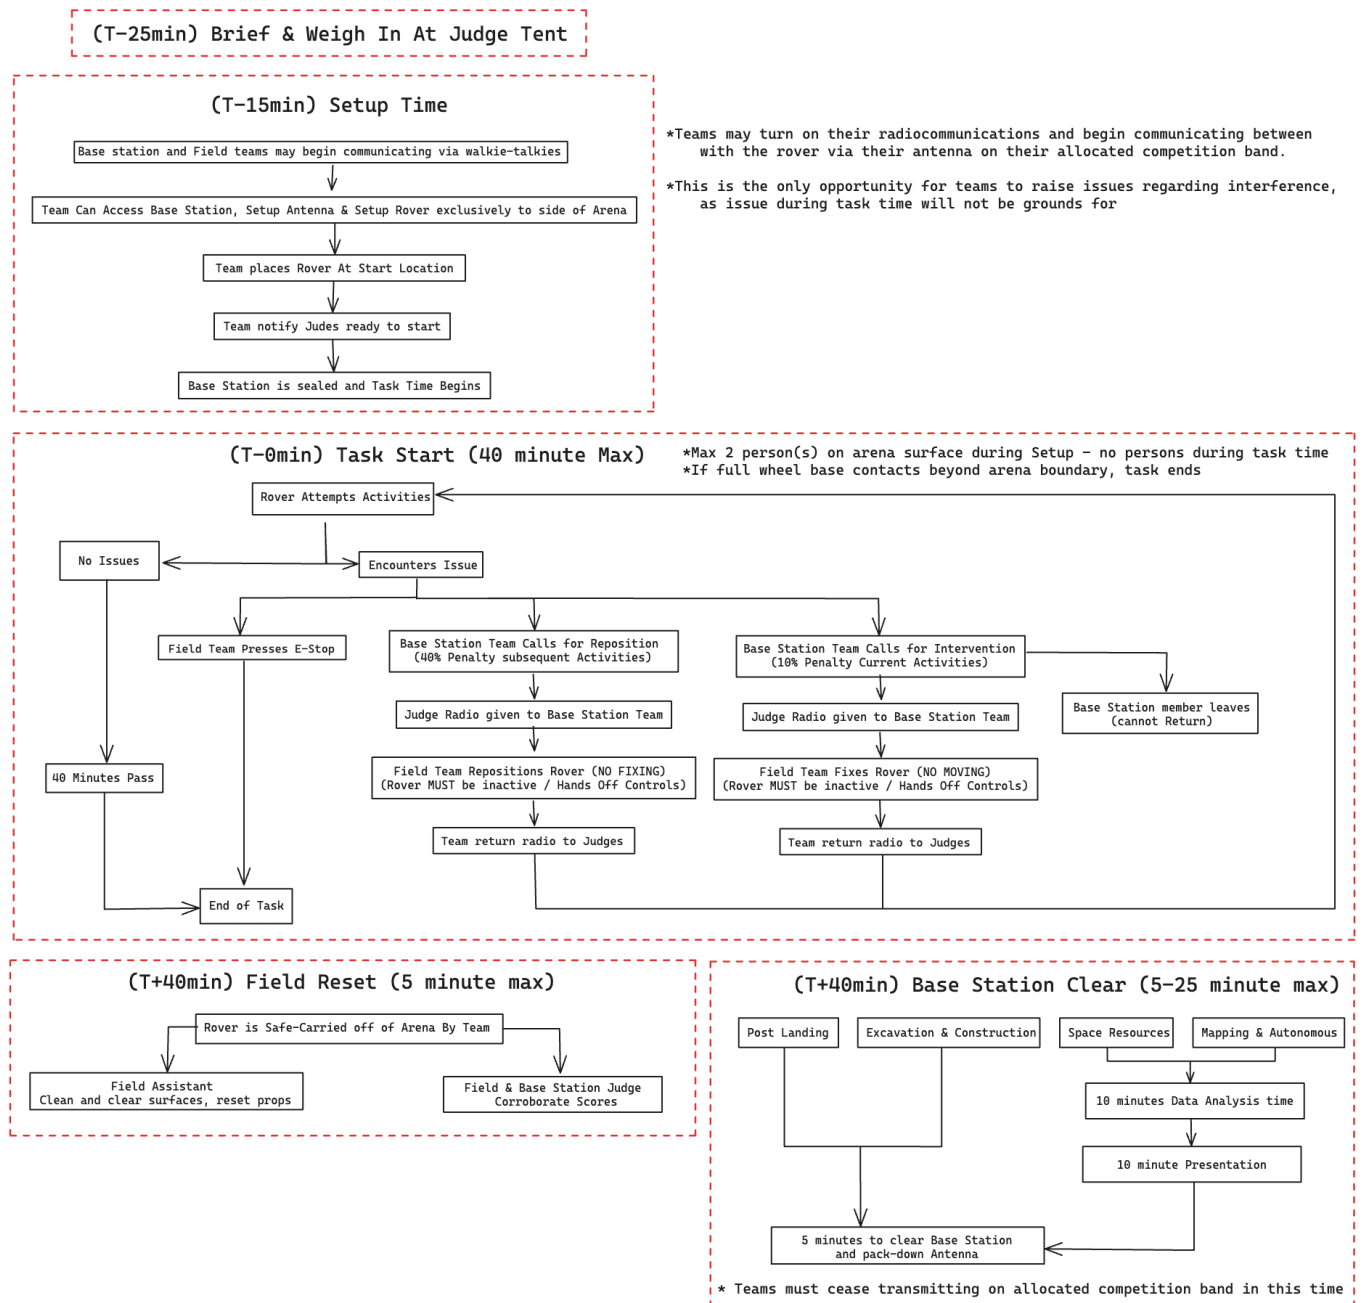 (T-25min) Brief & Weigh In At Judge Tent
(T-15min) Setup Time
Base station and Field teams may begin communicating via walkie-talkies
Team Can Access Base Station, Setup Antenna & Setup Rover exclusively to side of Arena
Team places Rover At Start Location
Team notify Judes ready to start
Base Station is sealed and Task Time Begins
*Teams may turn on their radiocommunications and begin communicating between
with the rover via their antenna on their allocated competition band.
*This is the only opportunity for teams to raise issues regarding interference,
as issue during task time will not be grounds for
(T-0min) Task Start (40 minute Max)
*Max 2 person(s) on arena surface during Setup - no persons during task time
*If full wheel base contacts beyond arena boundary, task ends
Rover Attempts Activities
No Issues
Encounters Issue
Field Team Presses E-Stop
Base Station Team Calls for Reposition
(40% Penalty subsequent Activities)
Base Station Team Calls for Intervention
(10% Penalty Current Activities)
Judge Radio given to Base Station Team
Judge Radio given to Base Station Team
Base Station member leaves
(cannot Return)
40 Minutes Pass
Field Team Repositions Rover (NO FIXING)
(Rover MUST be inactive / Hands Off Controls)
Field Team Fixes Rover (NO MOVING)
(Rover MUST be inactive / Hands Off Controls)
Team return radio to Judges
Team return radio to Judges
End of Task
(T+40min) Field Reset (5 minute max)
Rover is Safe-Carried off of Arena By Team
Field Assistant
Clean and clear surfaces, reset props
Field & Base Station Judge
Corroborate Scores
(T+40min) Base Station Clear (5-25 minute max)
Post Landing
Excavation & Construction
Space Resources
Mapping & Autonomous
10 minutes Data Analysis time
10 minute Presentation
5 minutes to clear Base Station
and pack-down Antenna
* Teams must cease transmitting on allocated competition band in this time